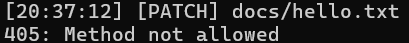 [20:37:12] [PATCH] docs/hello.txt
405: Method not allowed